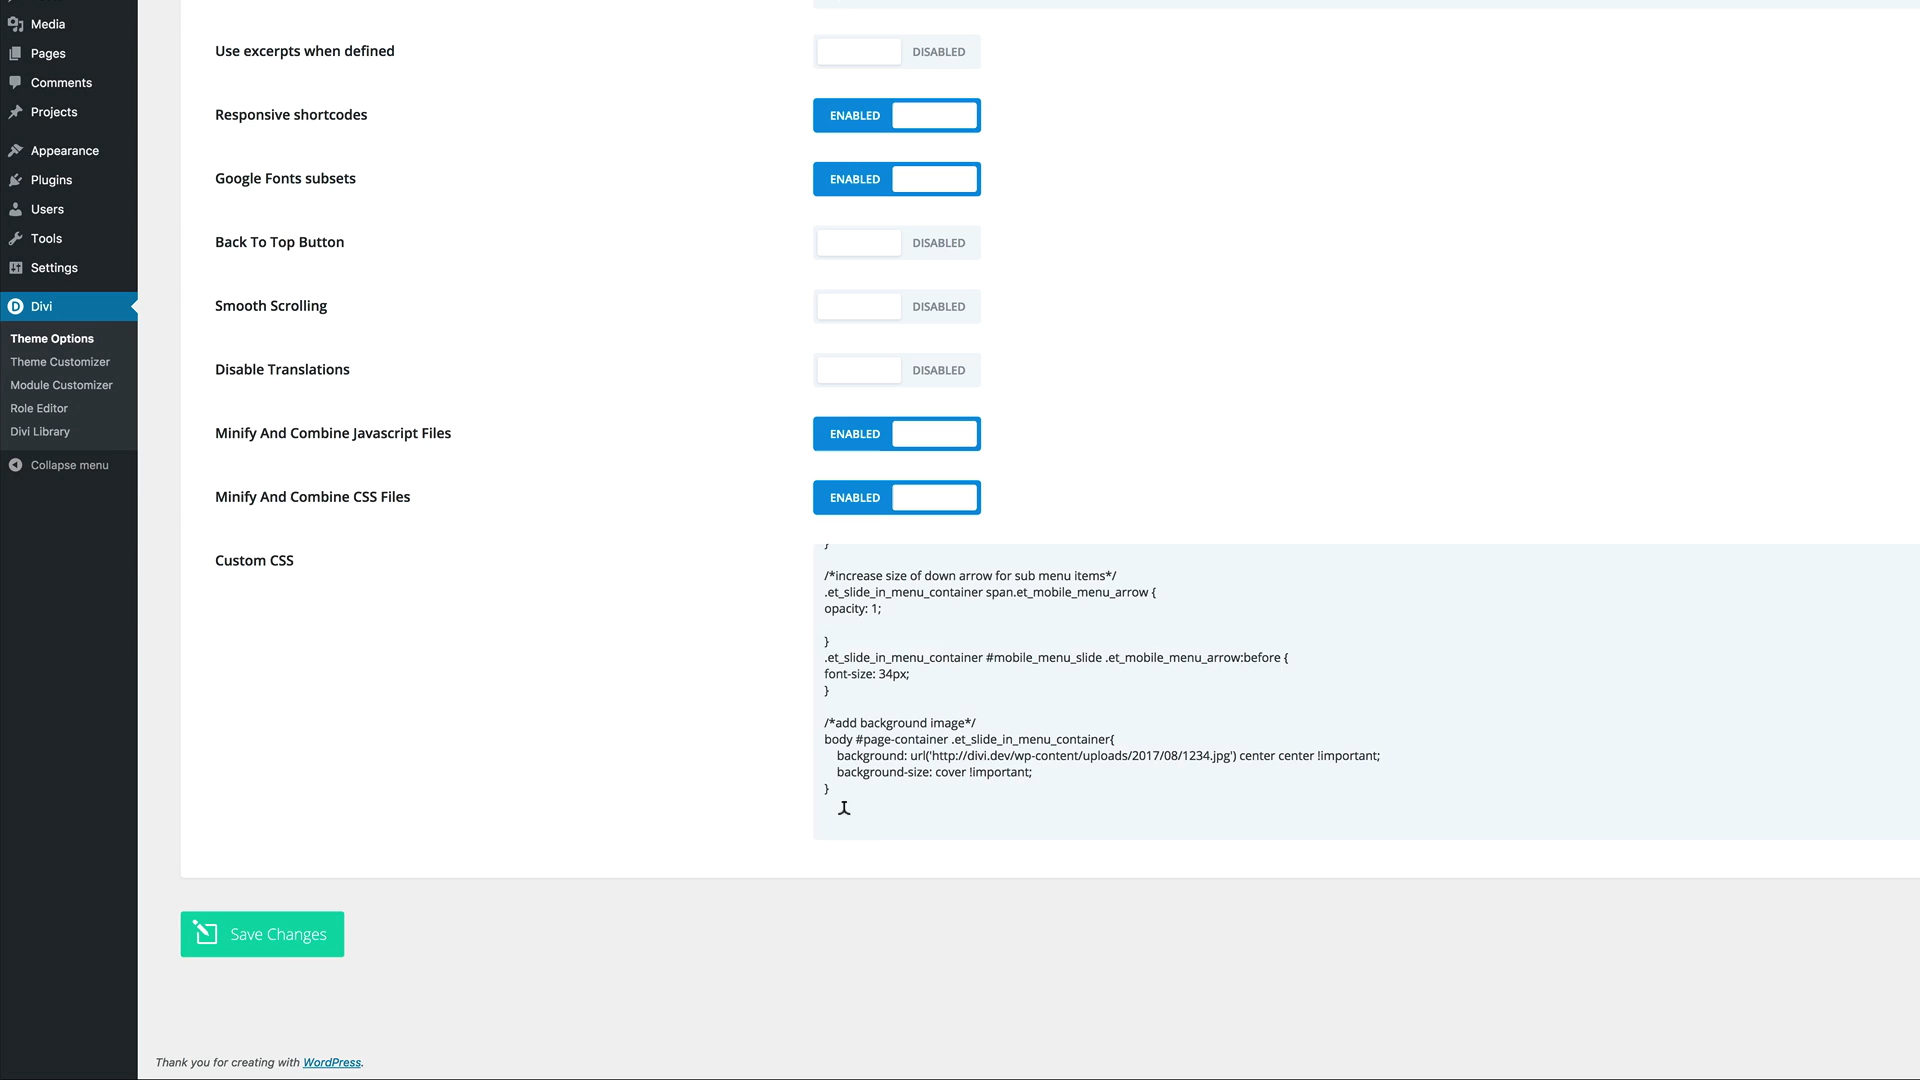 Media
Pages
Comments
Projects
Appearance
Plugins
Users
Tools
Settings
Divi
Theme Options
Theme Customizer
Module Customizer
Role Editor
Divi Library
Collapse menu
Use excerpts when defined
DISABLED
Responsive shortcodes
ENABLED
Google Fonts subsets
ENABLED
Back To Top Button
DISABLED
Smooth Scrolling
DISABLED
Disable Translations
DISABLED
Minify And Combine Javascript Files
ENABLED
Minify And Combine CSS Files
ENABLED
Custom CSS
}
/*increase size of down arrow for sub menu items*/
.et_slide_in_menu_container span.et_mobile_menu_arrow {
opacity: 1;
}
.et_slide_in_menu_container #mobile_menu_slide .et_mobile_menu_arrow:before {
font-size: 34px;
}
/*add background image*/
body #page-container .et_slide_in_menu_container{
background: url('http://divi.dev/wp-content/uploads/2017/08/1234.jpg') center center !important;
background-size: cover !important;
}
Save Changes
Thank you for creating with WordPress.